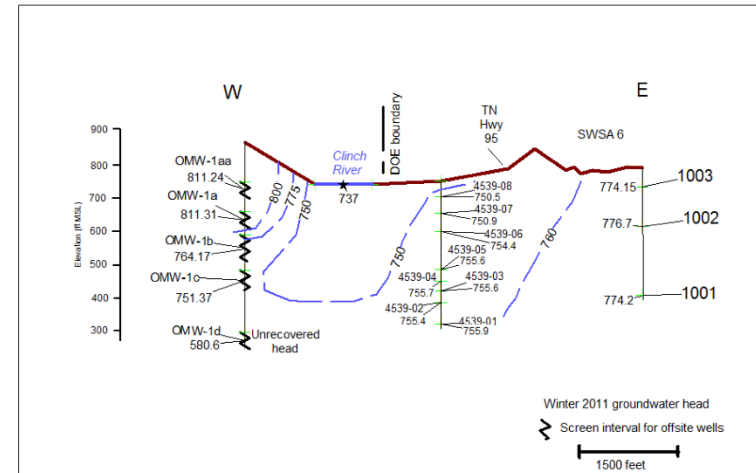 W
E
DOE boundary
TN
Hwy
95
SWSA 6
Clinch
River
737
Elevation (ft MSL)
900
800
700
600
500
400
300
OMW-1aa
811.24
OMW-1a
811.31
OMW-1b
764.17
OMW-1c
751.37
OMW-1d
580.6
Unrecovered
head
800
775
750
750
760
4539-08
750.5
4539-07
750.9
4539-06
754.4
4539-05
755.6
4539-04
755.7
4539-03
755.6
4539-02
755.4
4539-01
755.9
774.15
1003
776.7
1002
774.2
1001
Winter 2011 groundwater head
Screen interval for offsite wells
1500 feet